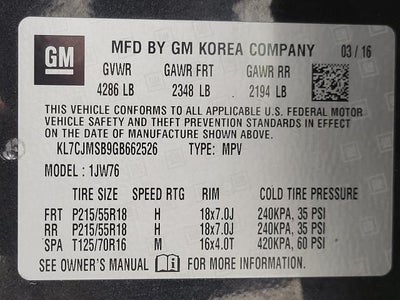 GM
MFD BY GM KOREA COMPANY 03 / 16
GVWR GAWR FRT GAWR RR
4286 LB 2348 LB 2194 LB
THIS VEHICLE CONFORMS TO ALL APPLICABLE U.S. FEDERAL MOTOR
VEHICLE SAFETY AND THEFT PREVENTION STANDARDS IN EFFECT ON
DATE OF MANUFACTURE SHOWN ABOVE.
KL7CJMSB9GB662526 TYPE: MPV
MODEL: 1JW76
TIRE SIZE SPEED RTG RIM COLD TIRE PRESSURE
FRT P215/55R18 H 18x7.0J 240KPA, 35 PSI
RR P215/55R18 H 18x7.0J 240KPA, 35 PSI
SPA T125/70R16 M 16x4.0T 420KPA, 60 PSI
SEE OWNER'S MANUAL FOR MORE INFORMATION.